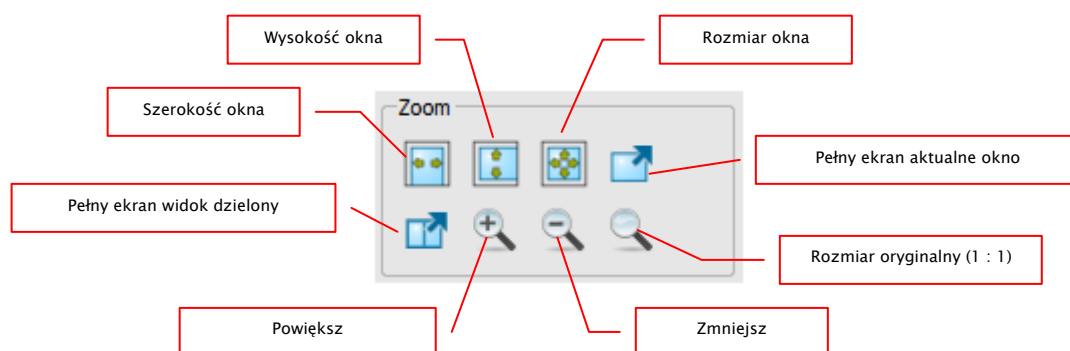 Wysokość okna
Rozmiar okna
Szerokość okna
Zoom
Pełny ekran aktualne okno
Pełny ekran widok dzielony
Rozmiar oryginalny (1 : 1)
Powiększ
Zmniejsz